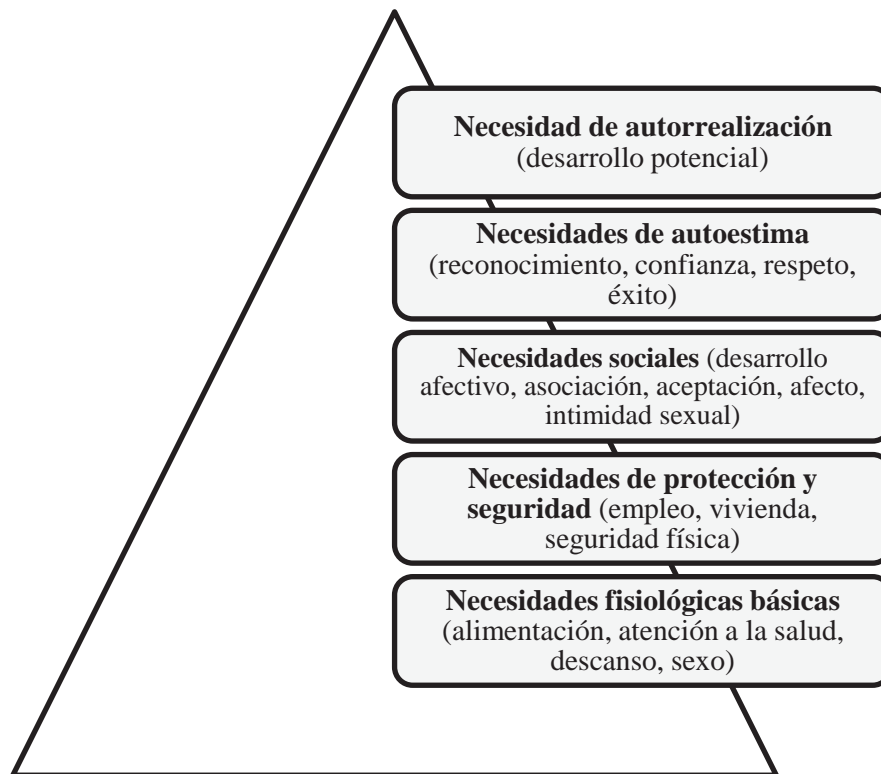 Necesidad de autorrealización
(desarrollo potencial)
Necesidades de autoestima
(reconocimiento, confianza, respeto,
éxito)
Necesidades sociales (desarrollo
afectivo, asociación, aceptación, afecto,
intimidad sexual)
Necesidades de protección y
seguridad (empleo, vivienda,
seguridad física)
Necesidades fisiológicas básicas
(alimentación, atención a la salud,
descanso, sexo)